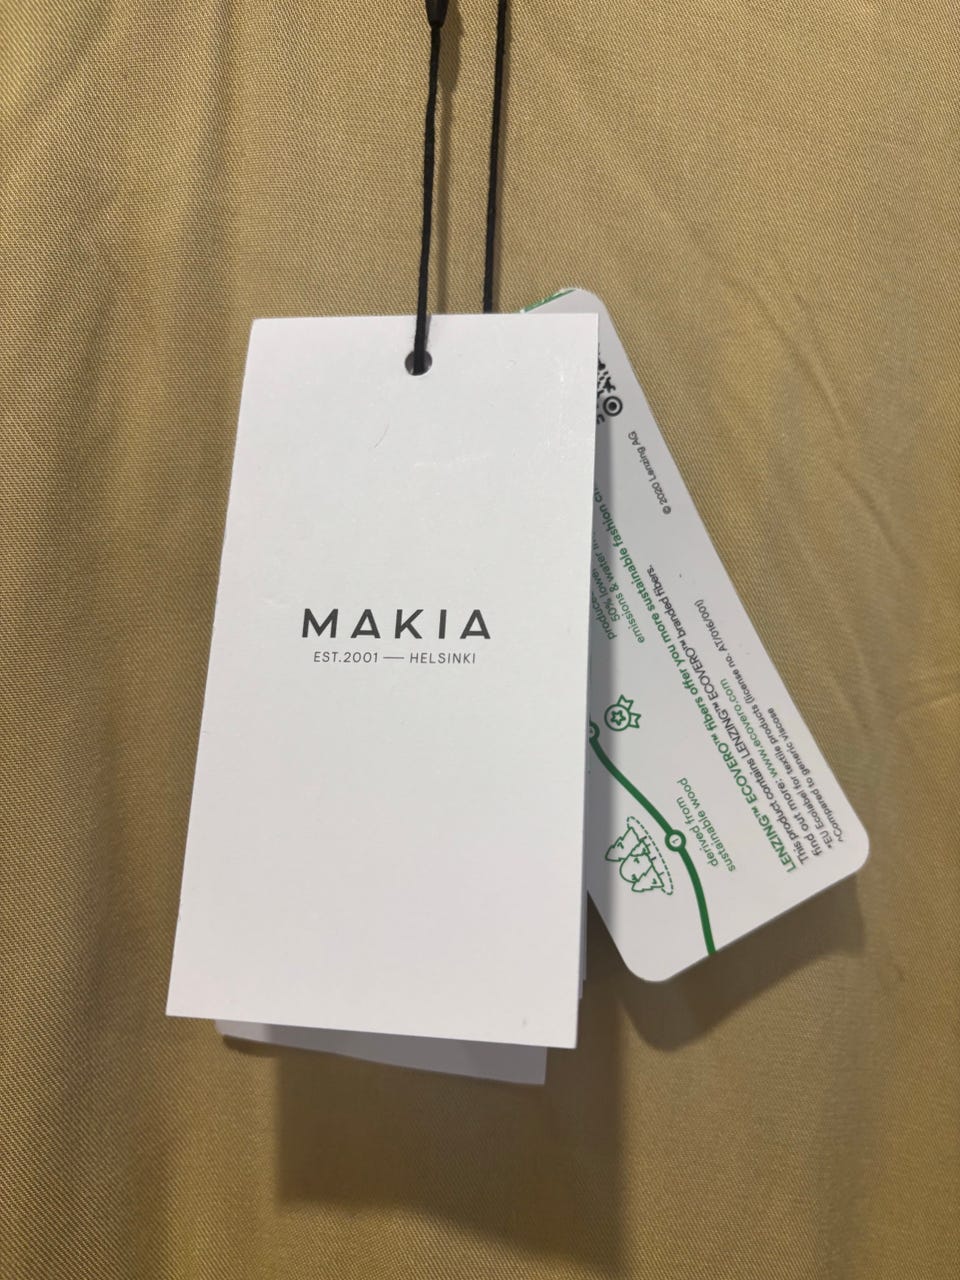 MAKIA
EST.2001 — HELSINKI
© 2020 Lenzing AG
50% lower
emissions & water
derived from
sustainable wood
LENZING™ ECOVERO™ fibers offer you more sustainable fashion
This product contains LENZING™ ECOVERO™ branded fibers.
find out more: www.ecovero.com
*EU Ecolabel for textile products (license no. AT/016/001)
^Compared to generic viscose